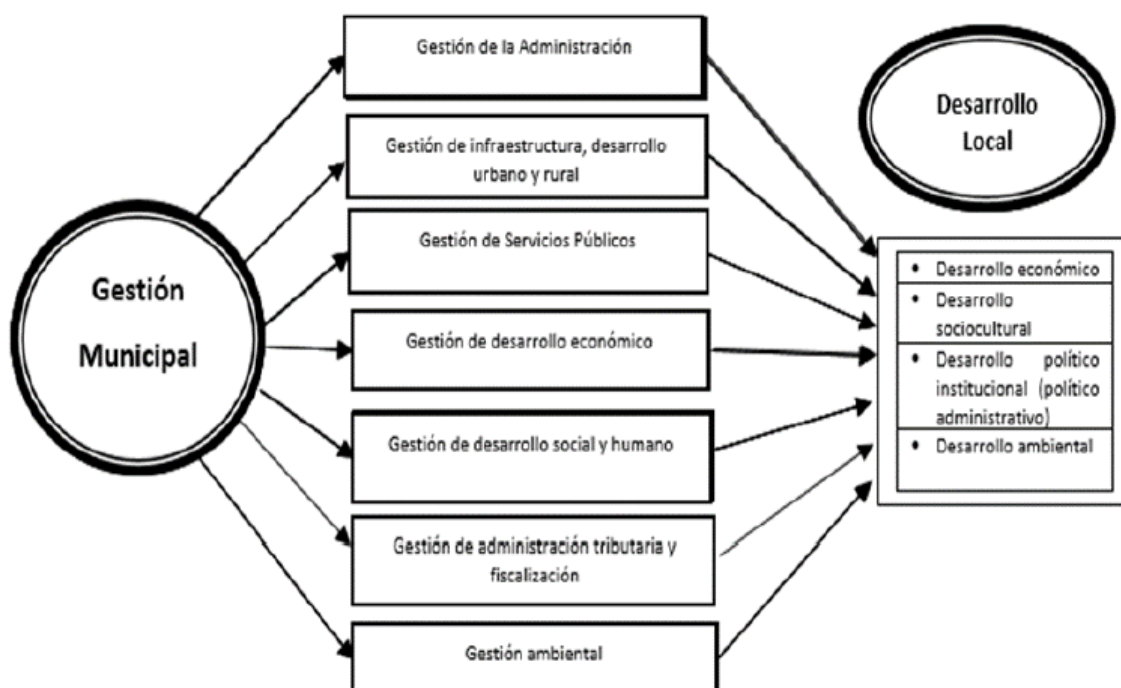 Gestión
Municipal
Gestión de la Administración
Gestión de infraestructura, desarrollo
urbano y rural
Gestión de Servicios Públicos
Gestión de desarrollo económico
Gestión de desarrollo social y humano
Gestión de administración tributaria y
fiscalización
Gestión ambiental
Desarrollo
Local
• Desarrollo económico
• Desarrollo
sociocultural
• Desarrollo político
institucional (político
administrativo)
• Desarrollo ambiental